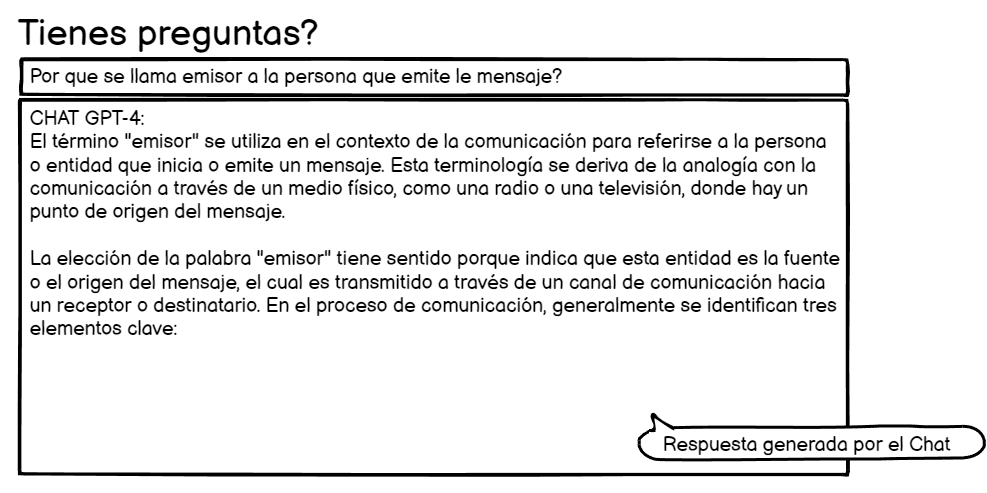 Tienes preguntas?
Por que se llama emisor a la persona que emite le mensaje?
CHAT GPT-4:
El término "emisor" se utiliza en el contexto de la comunicación para referirse a la persona
o entidad que inicia o emite un mensaje. Esta terminología se deriva de la analogía con la
comunicación a través de un medio físico, como una radio o una televisión, donde hay un
punto de origen del mensaje.
La elección de la palabra "emisor" tiene sentido porque indica que esta entidad es la fuente
o el origen del mensaje, el cual es transmitido a través de un canal de comunicación hacia
un receptor o destinatario. En el proceso de comunicación, generalmente se identifican tres
elementos clave:
Respuesta generada por el Chat